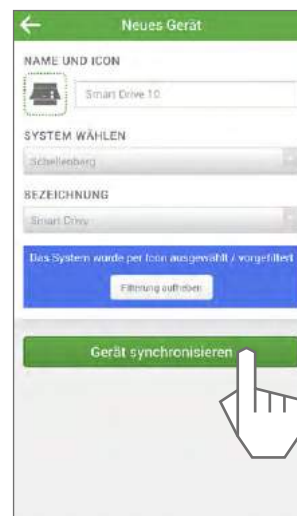 Neues Gerät
NAME UND ICON
Smart Drive 10
SYSTEM WÄHLEN
Schellenberg
BEZEICHNUNG
Smart Drive
Das System wurde per Icon ausgewählt / vorgefiltert
Filterung aufheben
Gerät synchronisieren